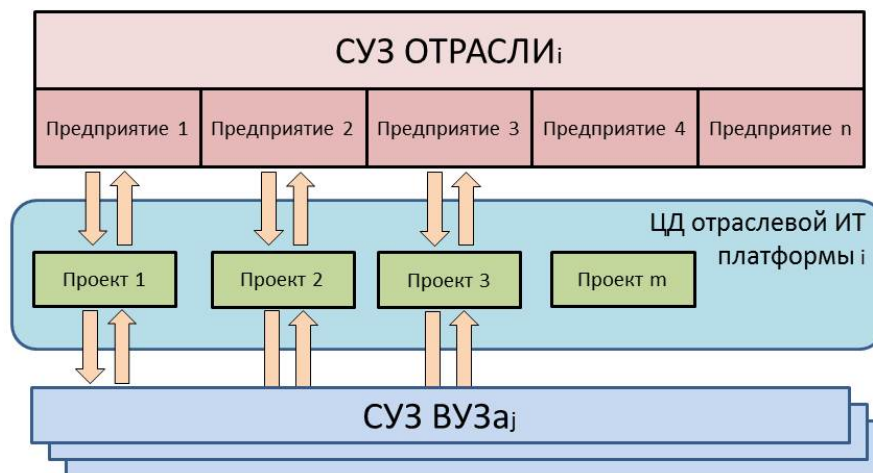 СУЗ ОТРАСЛИi
Предприятие 1 Предприятие 2 Предприятие 3 Предприятие 4 Предприятие n
ЦД отраслевой ИТ
платформы i
Проект 1 Проект 2 Проект 3 Проект m
СУЗ ВУЗаj